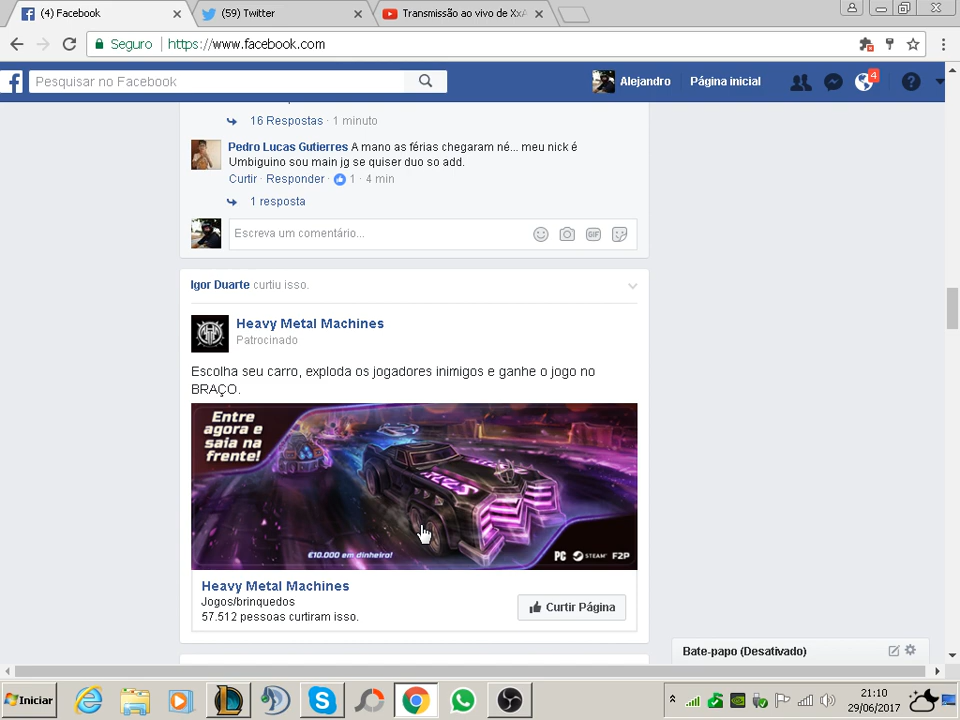 (4) Facebook
(59) Twitter
Transmissão ao vivo de XxA
Seguro
https://www.facebook.com
Pesquisar no Facebook
Alejandro
Página inicial
4
16 Respostas · 1 minuto
Pedro Lucas Gutierres A mano as férias chegaram né... meu nick é
Umbiguino sou main jg se quiser duo so add.
Curtir · Responder · 1 · 4 min
1 resposta
Escreva um comentário...
GIF
Igor Duarte curtiu isso.
Heavy Metal Machines
Patrocinado
Escolha seu carro, exploda os jogadores inimigos e ganhe o jogo no
BRAÇO.
Entre
agora e
saia na
frente!
€10.000 em dinheiro!
PC STEAM F2P
Heavy Metal Machines
Jogos/brinquedos
57.512 pessoas curtiram isso.
Curtir Página
Bate-papo (Desativado)
Iniciar
21:10
29/06/2017